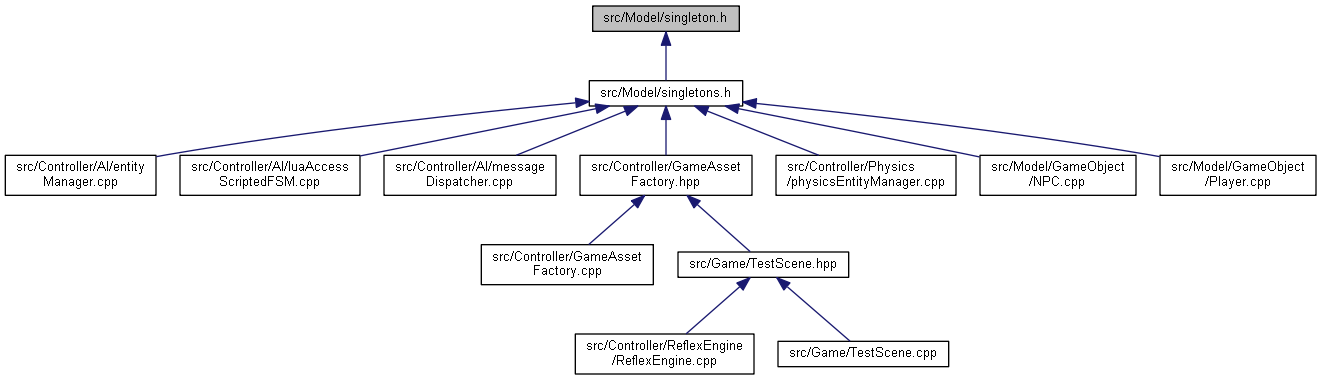 src/Model/singleton.h
src/Model/singletons.h
src/Controller/AI/entity
Manager.cpp
src/Controller/AI/luaAccess
ScriptedFSM.cpp
src/Controller/AI/message
Dispatcher.cpp
src/Controller/GameAsset
Factory.hpp
src/Controller/Physics
/physicsEntityManager.cpp
src/Model/GameObject
/NPC.cpp
src/Model/GameObject
/Player.cpp
src/Controller/GameAsset
Factory.cpp
src/Game/TestScene.hpp
src/Controller/ReflexEngine
/ReflexEngine.cpp
src/Game/TestScene.cpp